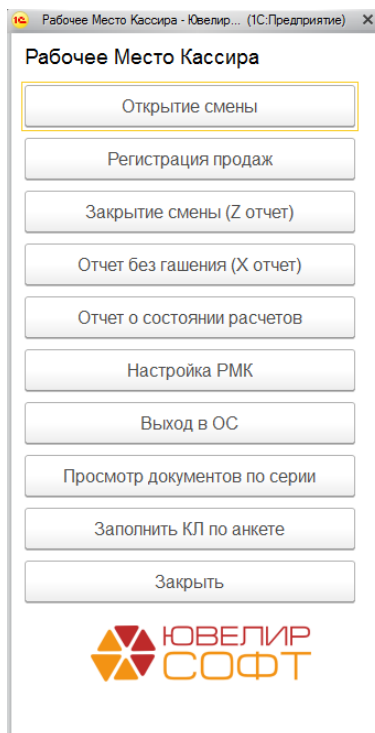 1С Рабочее Место Кассира - Ювелир... (1С:Предприятие)
Рабочее Место Кассира
Открытие смены
Регистрация продаж
Закрытие смены (Z отчет)
Отчет без гашения (X отчет)
Отчет о состоянии расчетов
Настройка РМК
Выход в ОС
Просмотр документов по серии
Заполнить КЛ по анкете
Закрыть
ЮВЕЛИР
СОФТ